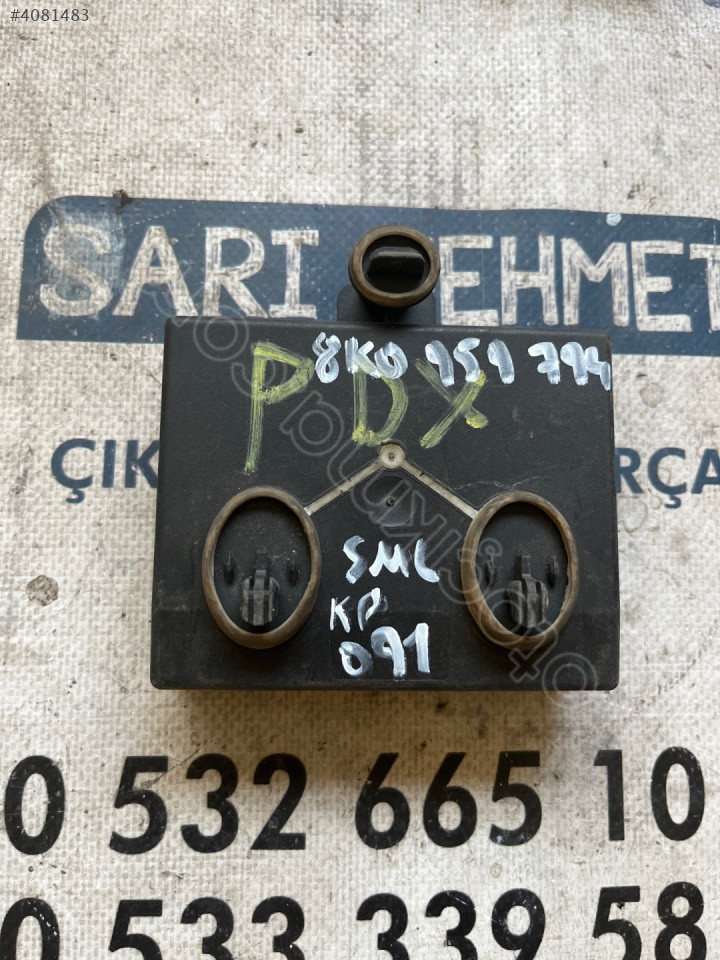 #4081483
SARI EHMET
8K0 959 794
PDX
ÇIK RÇA
SML
KP
091
0 532 665 10
0 533 339 58